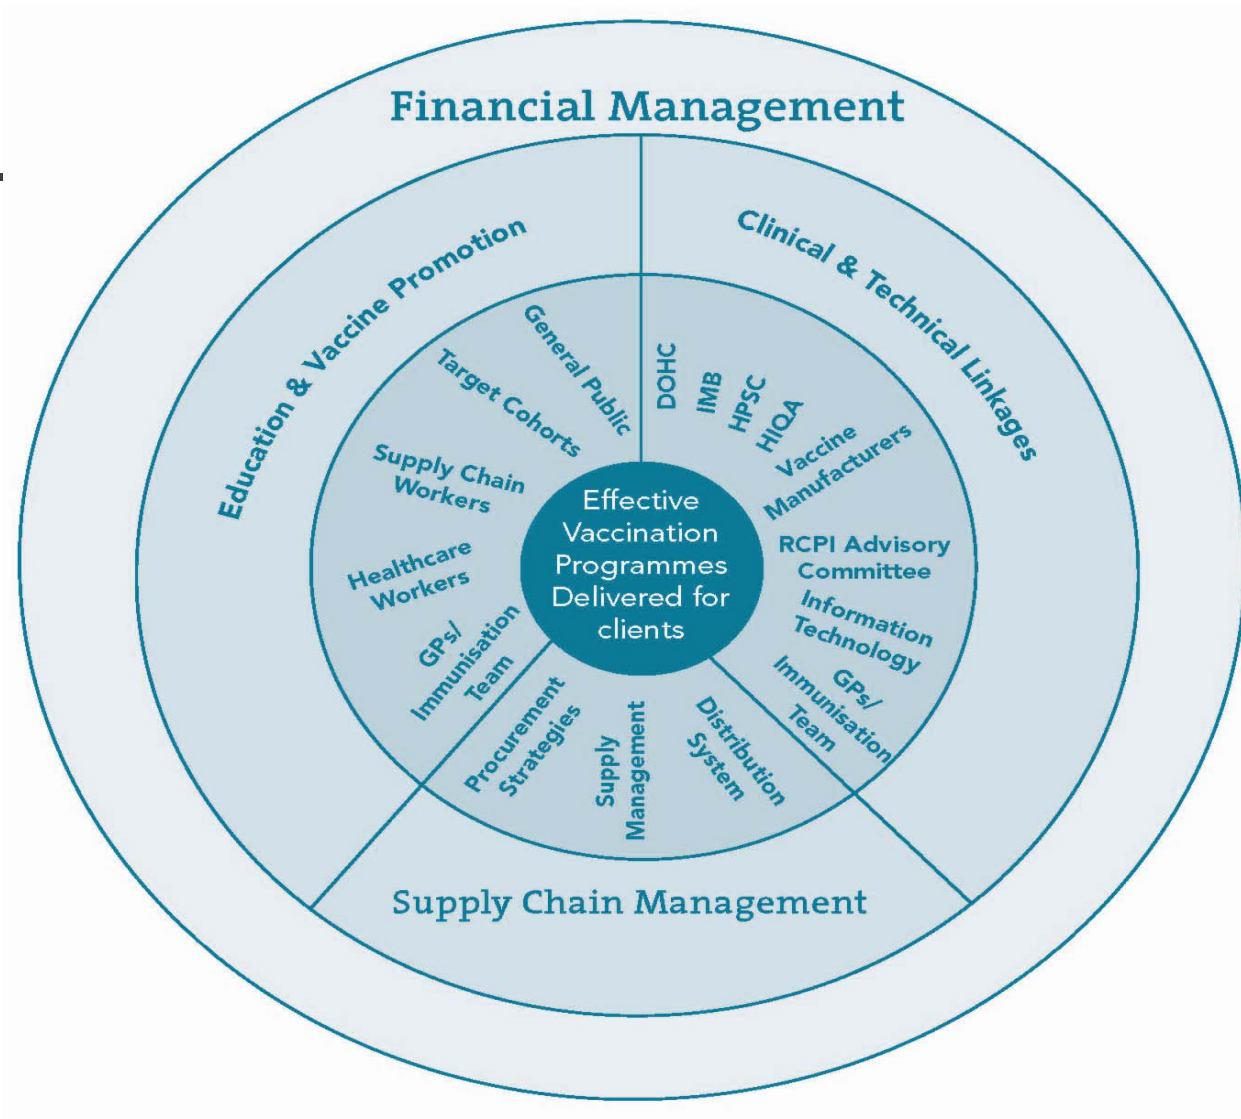 Financial Management
Education & Vaccine Promotion
Clinical & Technical Linkages
General Public
Target Cohorts
Supply Chain
Workers
Healthcare
Workers
GPs/
Immunisation
Team
DOHC
IMB
HPSC
HIQA
Vaccine
Manufacturers
RCPI Advisory
Committee
Information
Technology
GPs/
Immunisation
Team
Effective
Vaccination
Programmes
Delivered for
clients
Procurement
Strategies
Supply
Management
Distribution
System
Supply Chain Management